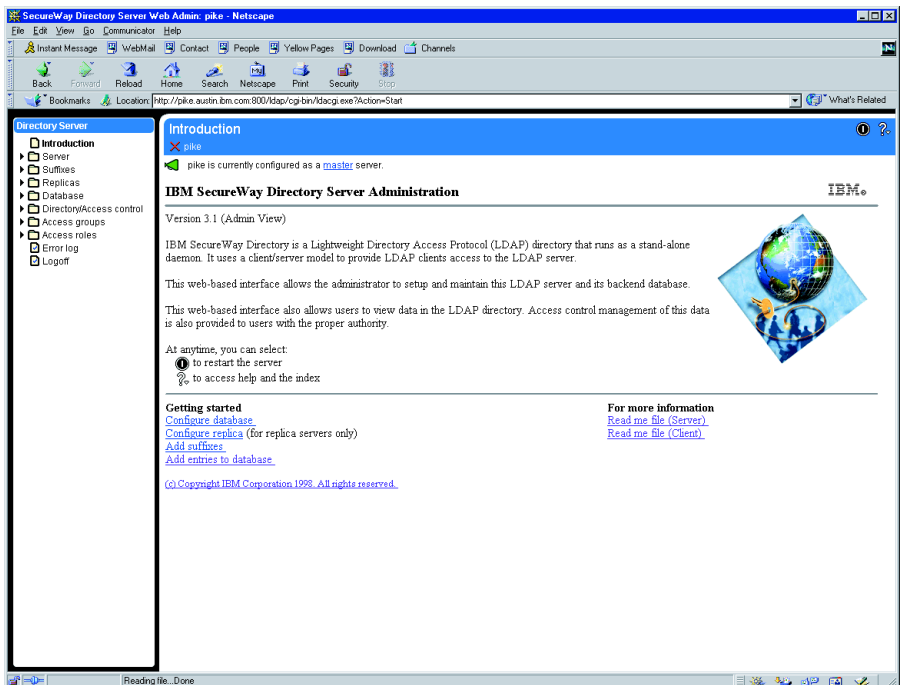 SecureWay Directory Server Web Admin: pike - Netscape
File Edit View Go Communicator Help
Instant Message WebMail Contact People Yellow Pages Download Channels
Back Forward Reload Home Search Netscape Print Security Stop
Bookmarks Location: http://pike.austin.ibm.com:800/ldap/cgi-bin/ldacgi.exe?Action=Start What's Related
Directory Server
Introduction
Server
Suffixes
Replicas
Database
Directory/Access control
Access groups
Access roles
Error log
Logoff
Introduction
pike
pike is currently configured as a master server.
IBM SecureWay Directory Server Administration
IBM®
Version 3.1 (Admin View)
IBM SecureWay Directory is a Lightweight Directory Access Protocol (LDAP) directory that runs as a stand-alone
daemon. It uses a client/server model to provide LDAP clients access to the LDAP server.
This web-based interface allows the administrator to setup and maintain this LDAP server and its backend database.
This web-based interface also allows users to view data in the LDAP directory. Access control management of this data
is also provided to users with the proper authority.
At anytime, you can select:
to restart the server
to access help and the index
Getting started
Configure database
Configure replica (for replica servers only)
Add suffixes
Add entries to database
For more information
Read me file (Server)
Read me file (Client)
(c) Copyright IBM Corporation 1998. All rights reserved.
Reading file...Done